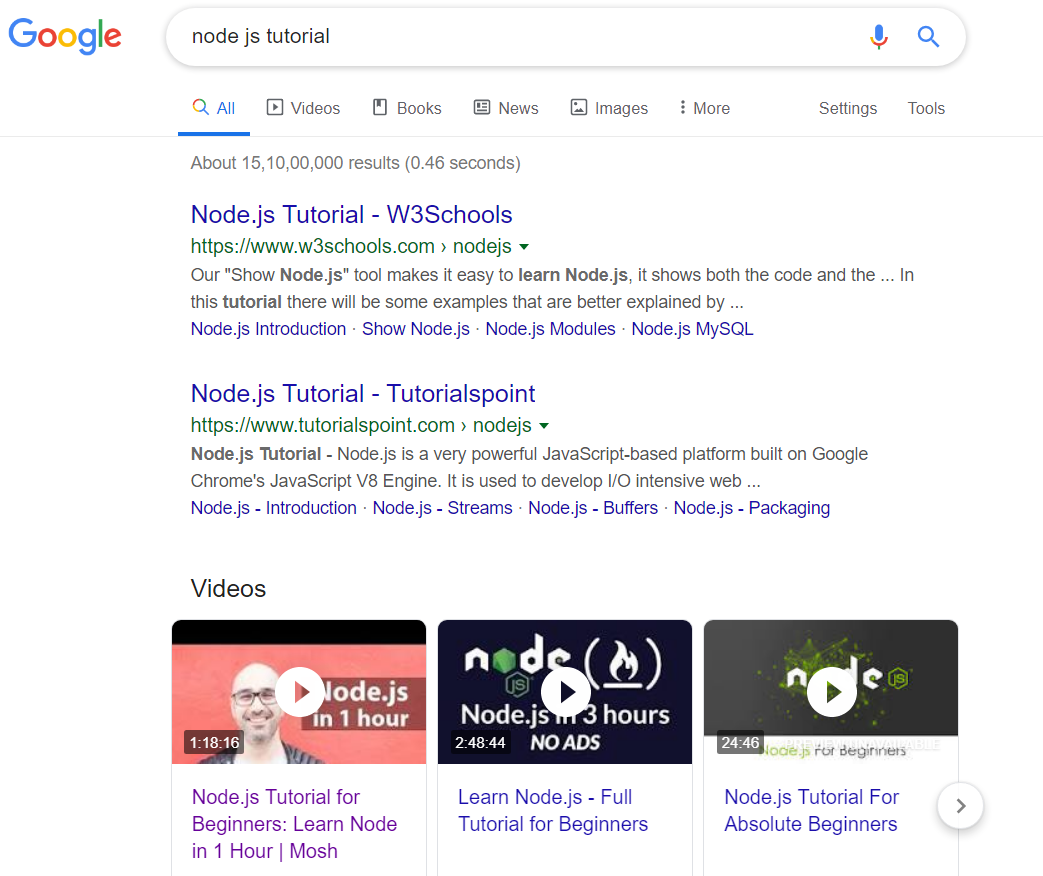 Google
node js tutorial
All Videos Books News Images More Settings Tools
About 15,10,00,000 results (0.46 seconds)
Node.js Tutorial - W3Schools
https://www.w3schools.com › nodejs
Our "Show Node.js" tool makes it easy to learn Node.js, it shows both the code and the ... In
this tutorial there will be some examples that are better explained by ...
Node.js Introduction · Show Node.js · Node.js Modules · Node.js MySQL
Node.js Tutorial - Tutorialspoint
https://www.tutorialspoint.com › nodejs
Node.js Tutorial - Node.js is a very powerful JavaScript-based platform built on Google
Chrome's JavaScript V8 Engine. It is used to develop I/O intensive web ...
Node.js - Introduction · Node.js - Streams · Node.js - Buffers · Node.js - Packaging
Videos
Node.js
in 1 hour
1:18:16
node
JS
Node.js in 3 hours
NO ADS
2:48:44
node
JS
Node.js For Beginners
PREVIEW UNAVAILABLE
24:46
Node.js Tutorial for
Beginners: Learn Node
in 1 Hour | Mosh
Learn Node.js - Full
Tutorial for Beginners
Node.js Tutorial For
Absolute Beginners